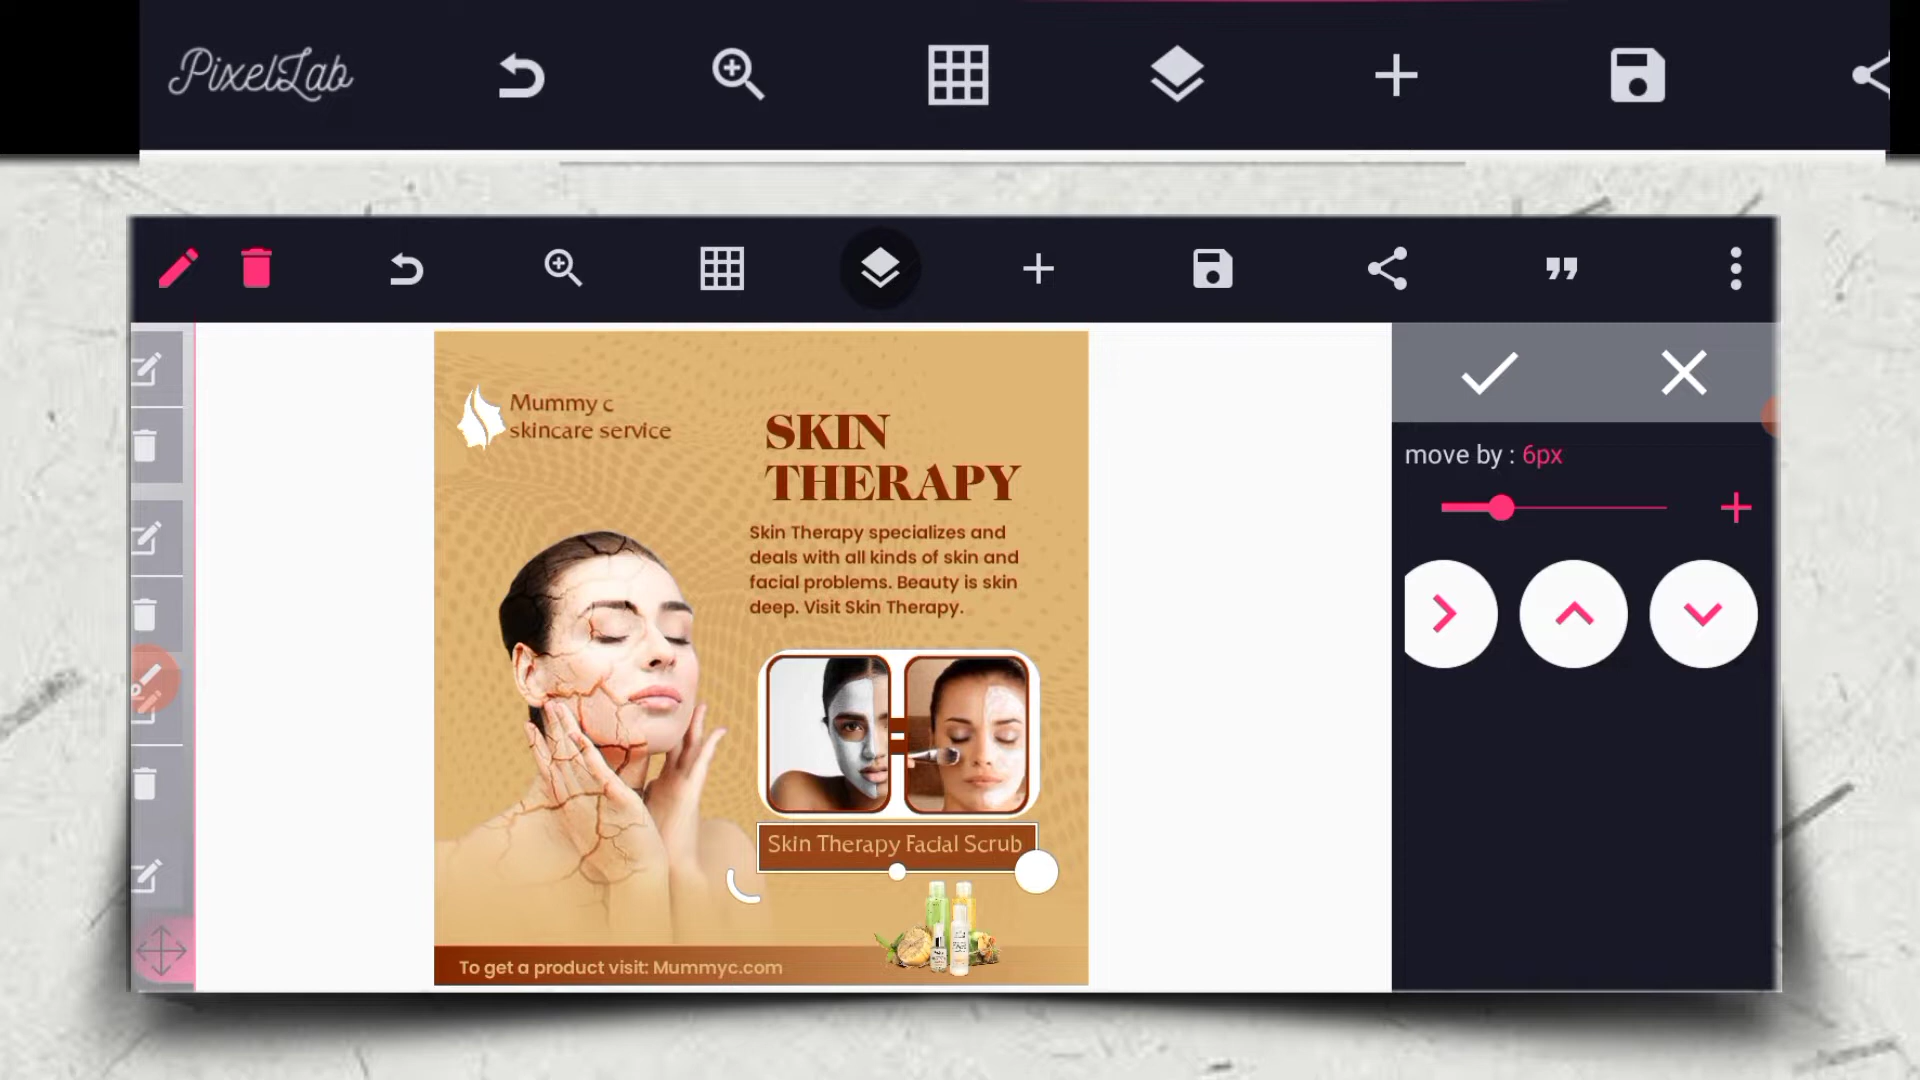 PixelLab
Mummy c
skincare service
SKIN
THERAPY
Skin Therapy specializes and
deals with all kinds of skin and
facial problems. Beauty is skin
deep. Visit Skin Therapy.
Skin Therapy Facial Scrub
To get a product visit: Mummyc.com
move by : 6px